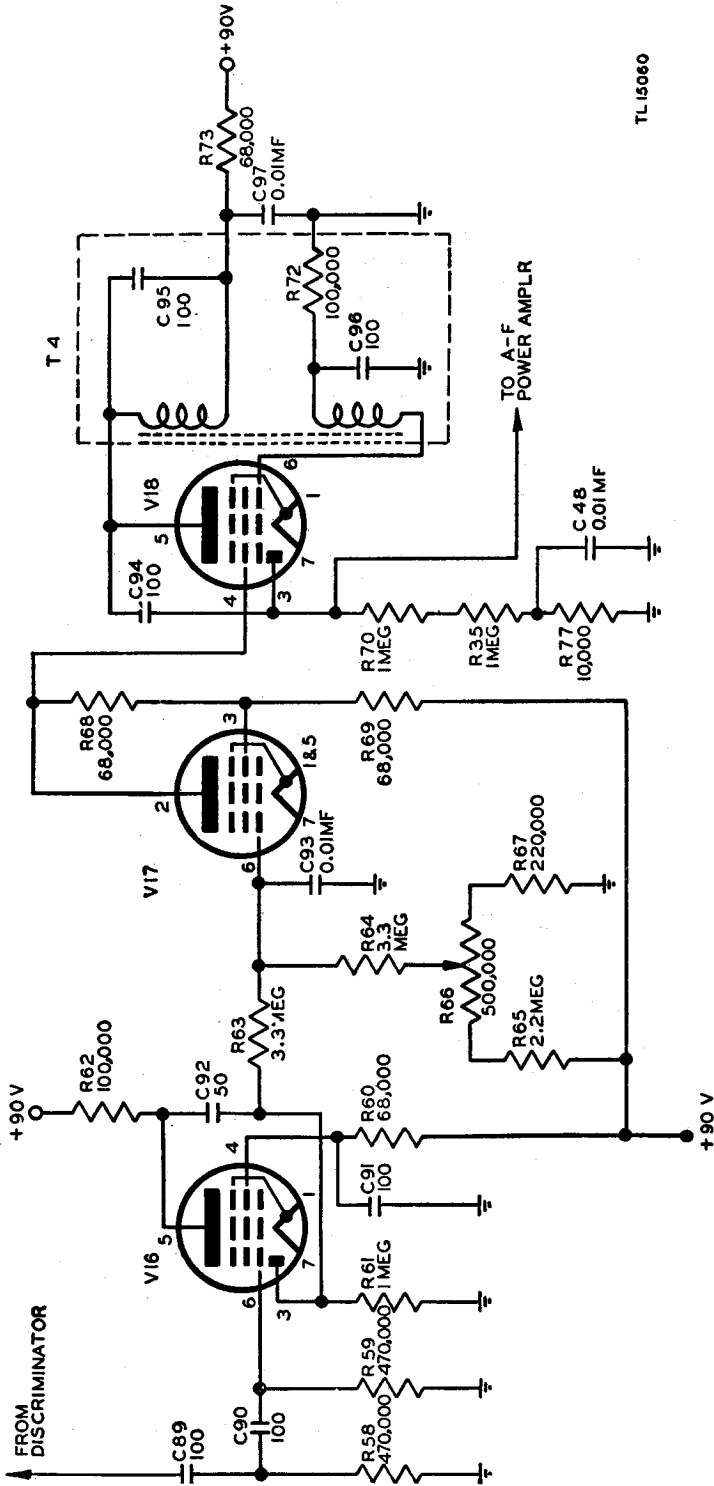 FROM
DISCRIMINATOR
C89
100
C90
100
R58
470,000
R59
470,000
V16
5
4
6
3
7
1
R61
1MEG
+90V
R62
100,000
C92
50
C91
100
R60
68,000
+90V
R63
3.3MEG
R64
3.3
MEG
R66
500,000
R65
2.2MEG
R67
220,000
V17
2
3
6
7
1&5
C93
0.01MF
R68
68,000
R69
68,000
C94
100
V18
5
4
3
7
1
6
R70
1MEG
R35
1MEG
R77
10,000
C48
0.01MF
TO A-F
POWER AMPLR
T4
C95
100
C96
100
R72
100,000
C97
0.01MF
R73
68,000
+90V
TL15060